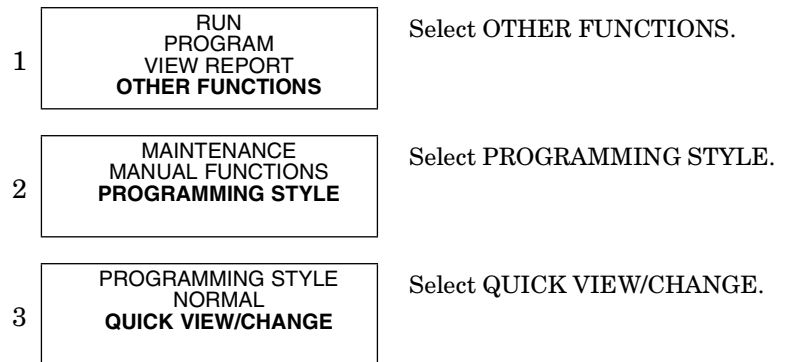 1
RUN
PROGRAM
VIEW REPORT
OTHER FUNCTIONS
Select OTHER FUNCTIONS.
2
MAINTENANCE
MANUAL FUNCTIONS
PROGRAMMING STYLE
Select PROGRAMMING STYLE.
3
PROGRAMMING STYLE
NORMAL
QUICK VIEW/CHANGE
Select QUICK VIEW/CHANGE.